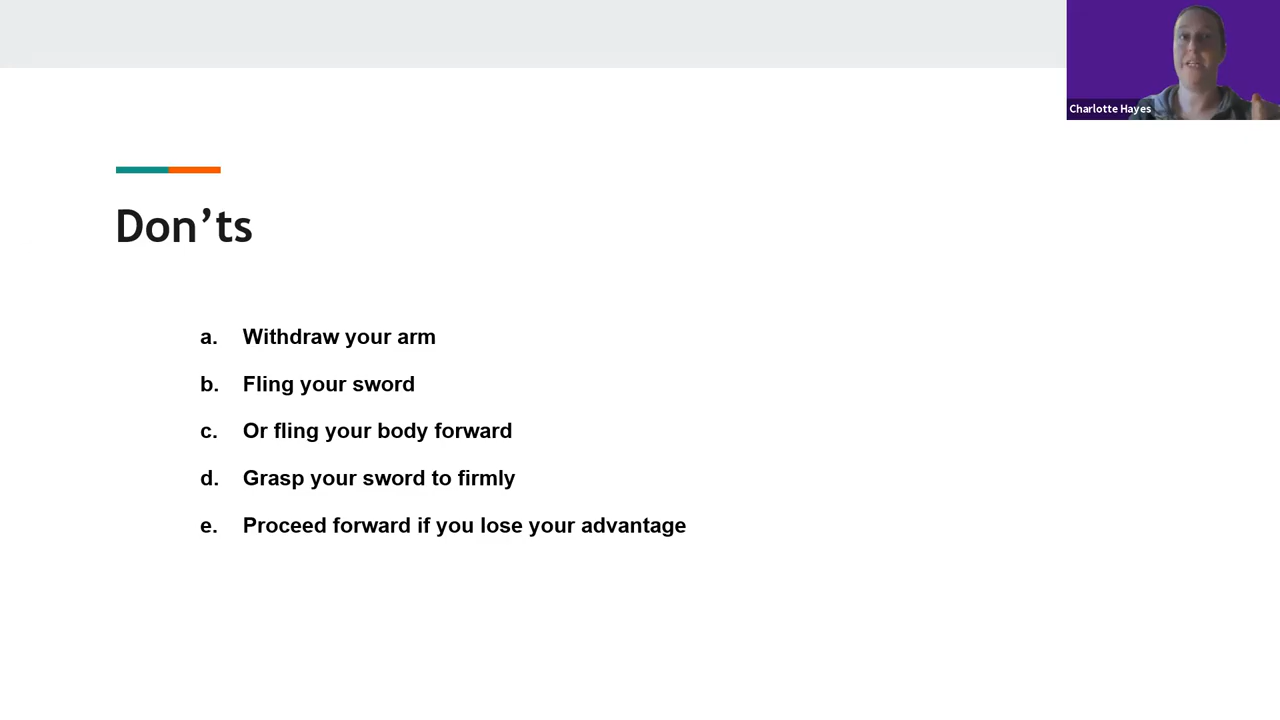 Charlotte Hayes
Don’ts
a. Withdraw your arm
b. Fling your sword
c. Or fling your body forward
d. Grasp your sword to firmly
e. Proceed forward if you lose your advantage